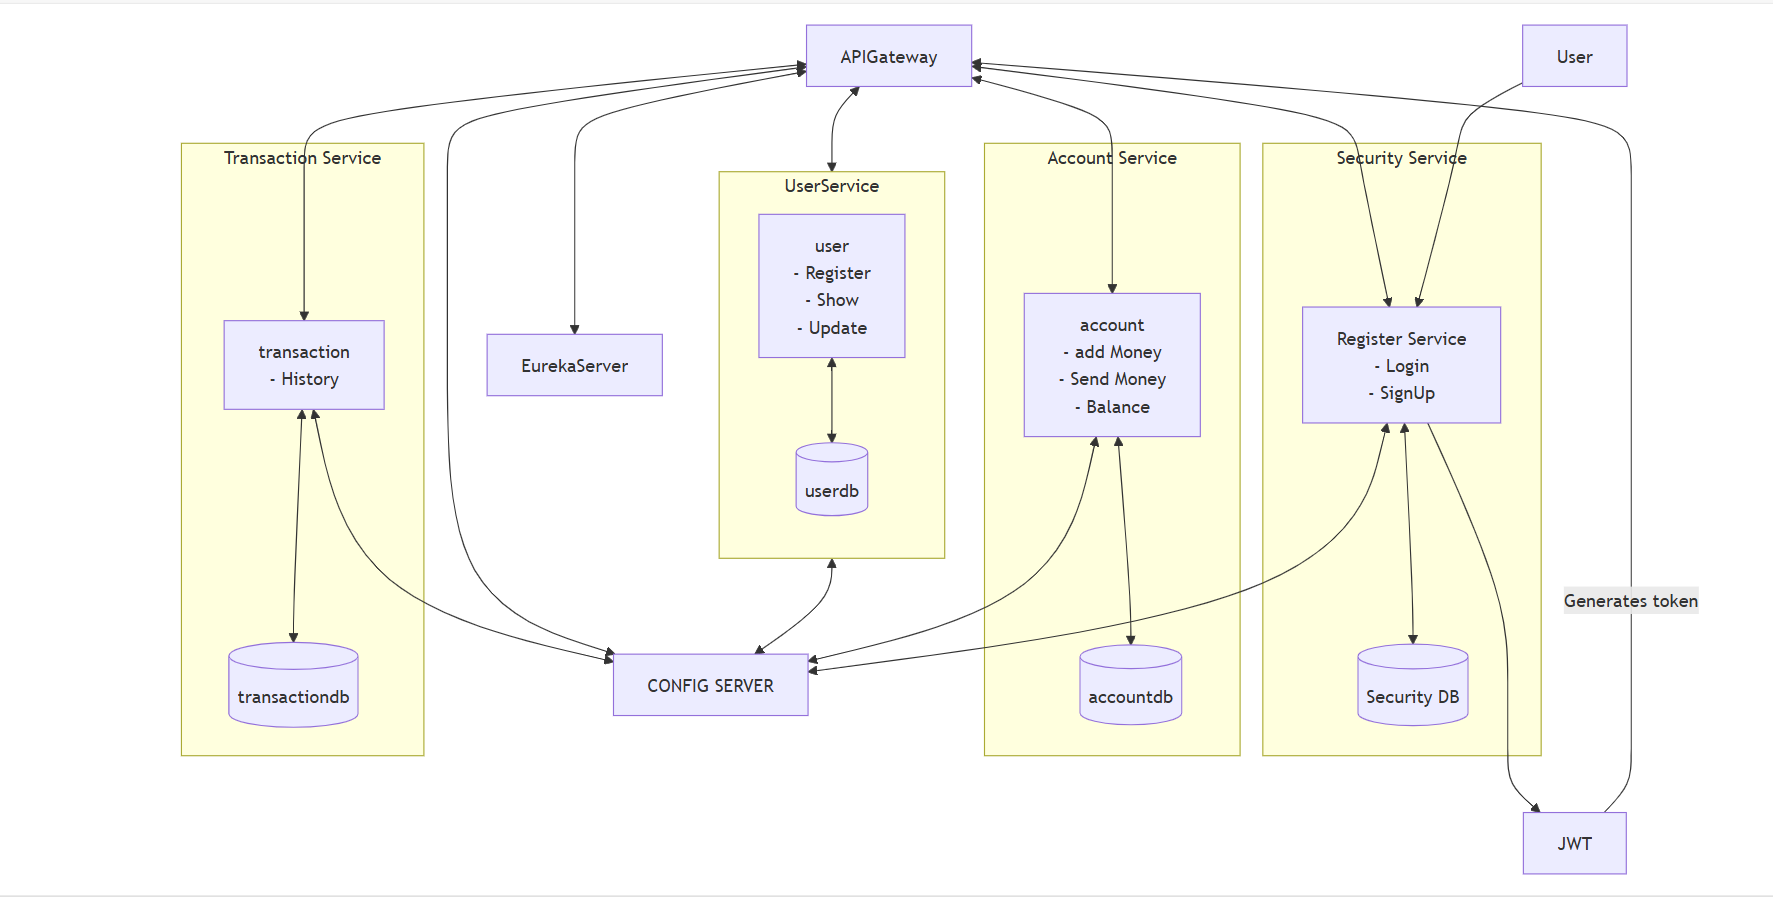 APIGateway
User
Transaction Service
UserService
Account Service
Security Service
transaction
- History
EurekaServer
user
- Register
- Show
- Update
userdb
account
- add Money
- Send Money
- Balance
Register Service
- Login
- SignUp
Generates token
transactiondb
CONFIG SERVER
accountdb
Security DB
JWT